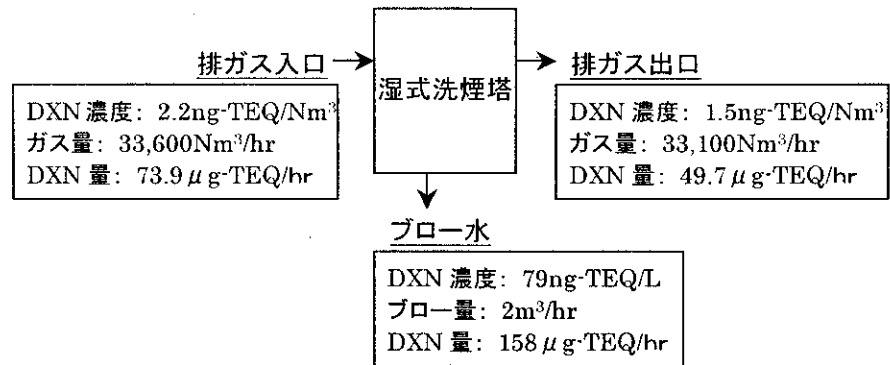 排ガス入口
DXN 濃度: 2.2ng-TEQ/Nm³
ガス量: 33,600Nm³/hr
DXN 量: 73.9μg-TEQ/hr
湿式洗煙塔
排ガス出口
DXN 濃度: 1.5ng-TEQ/Nm³
ガス量: 33,100Nm³/hr
DXN 量: 49.7μg-TEQ/hr
ブロー水
DXN 濃度: 79ng-TEQ/L
ブロー量: 2m³/hr
DXN 量: 158μg-TEQ/hr